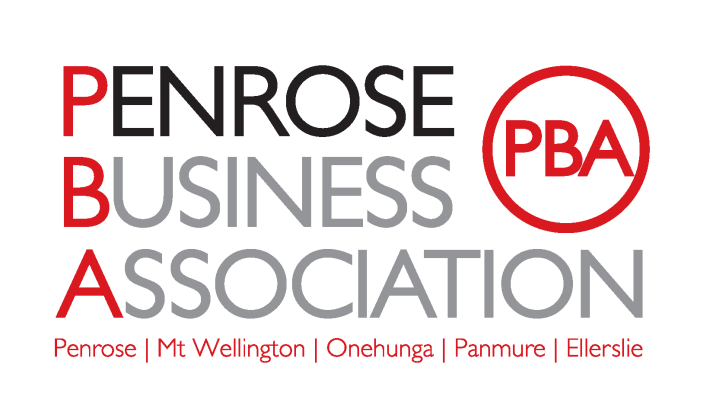 PENROSE
PBA
BUSINESS
ASSOCIATION
Penrose | Mt Wellington | Onehunga | Panmure | Ellerslie